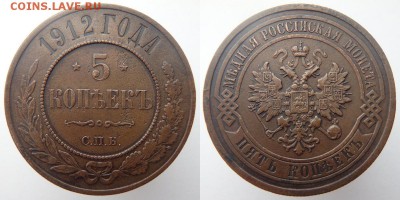 COINS.LAVE.RU
1912 ГОДА
5
КОПѢЕКЪ
С.П.Б.
МѢДНАЯ РОССІЙСКАЯ МОНЕТА
ПЯТЬ КОПѢЕКЪ